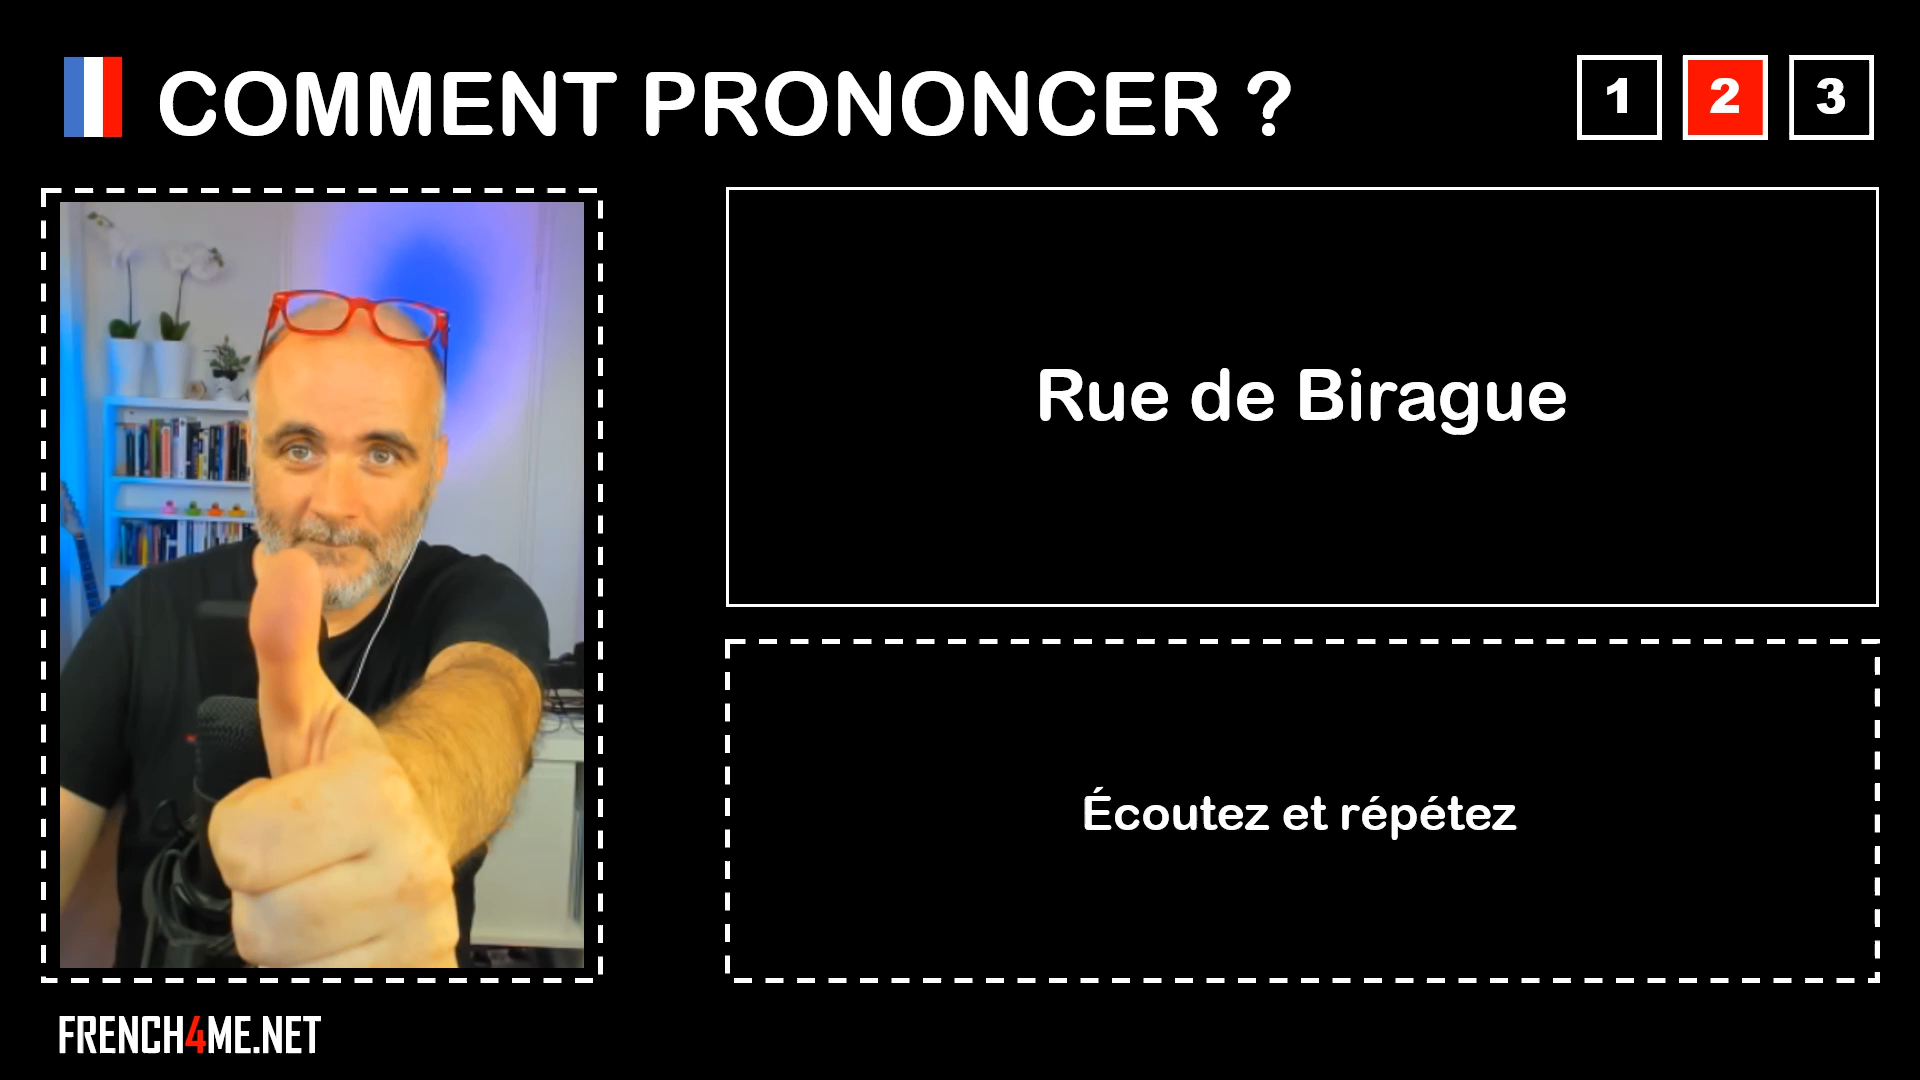 COMMENT PRONONCER ?
1 2 3
Rue de Birague
Écoutez et répétez
FRENCH4ME.NET